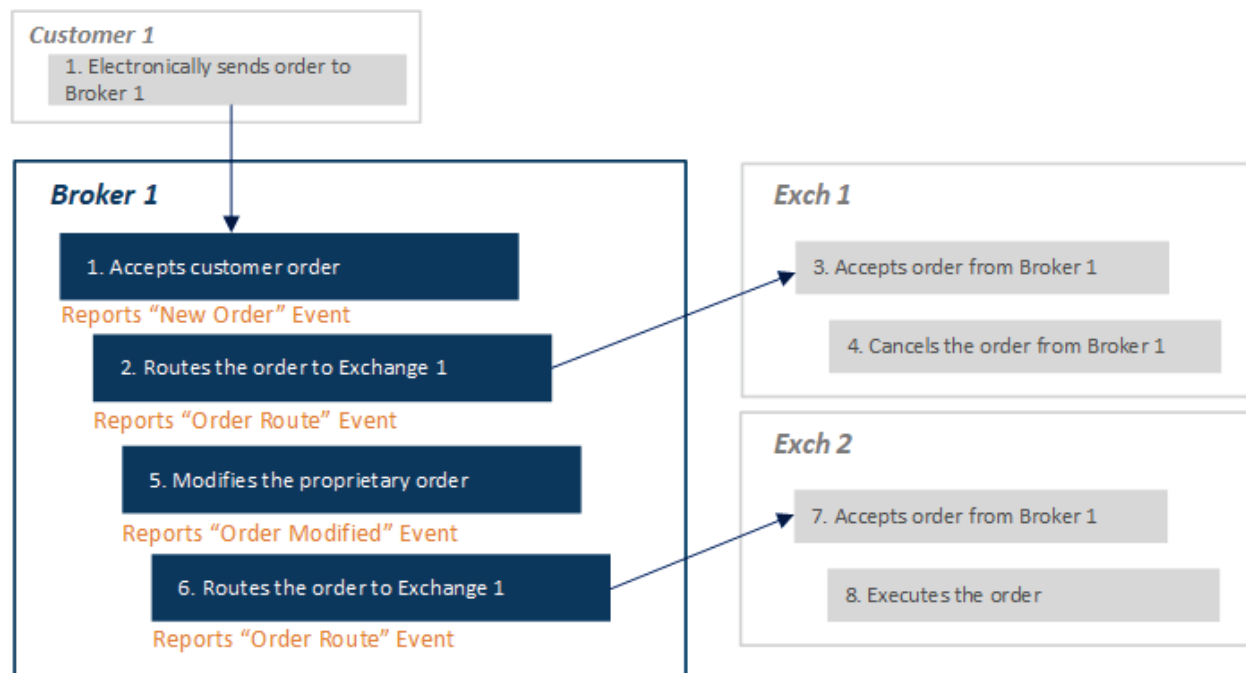 Customer 1
1. Electronically sends order to
Broker 1
Broker 1
1. Accepts customer order
Reports “New Order” Event
2. Routes the order to Exchange 1
Reports “Order Route” Event
5. Modifies the proprietary order
Reports “Order Modified” Event
6. Routes the order to Exchange 1
Reports “Order Route” Event
Exch 1
3. Accepts order from Broker 1
4. Cancels the order from Broker 1
Exch 2
7. Accepts order from Broker 1
8. Executes the order